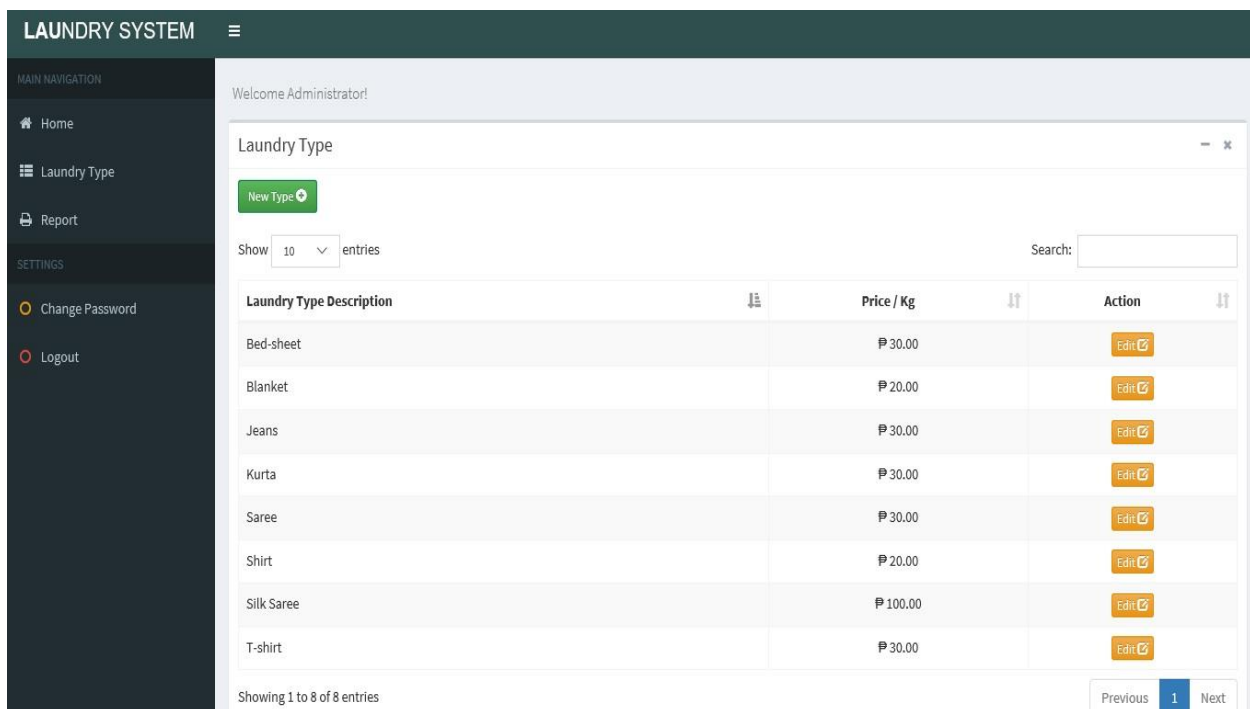 LAUNDRY SYSTEM
MAIN NAVIGATION
Home
Laundry Type
Report
SETTINGS
Change Password
Logout
Welcome Administrator!
Laundry Type
New Type
Show 10 entries
Search:
Laundry Type Description Price / Kg Action
Bed-sheet ₱ 30.00 Edit
Blanket ₱ 20.00 Edit
Jeans ₱ 30.00 Edit
Kurta ₱ 30.00 Edit
Saree ₱ 30.00 Edit
Shirt ₱ 20.00 Edit
Silk Saree ₱ 100.00 Edit
T-shirt ₱ 30.00 Edit
Showing 1 to 8 of 8 entries
Previous 1 Next